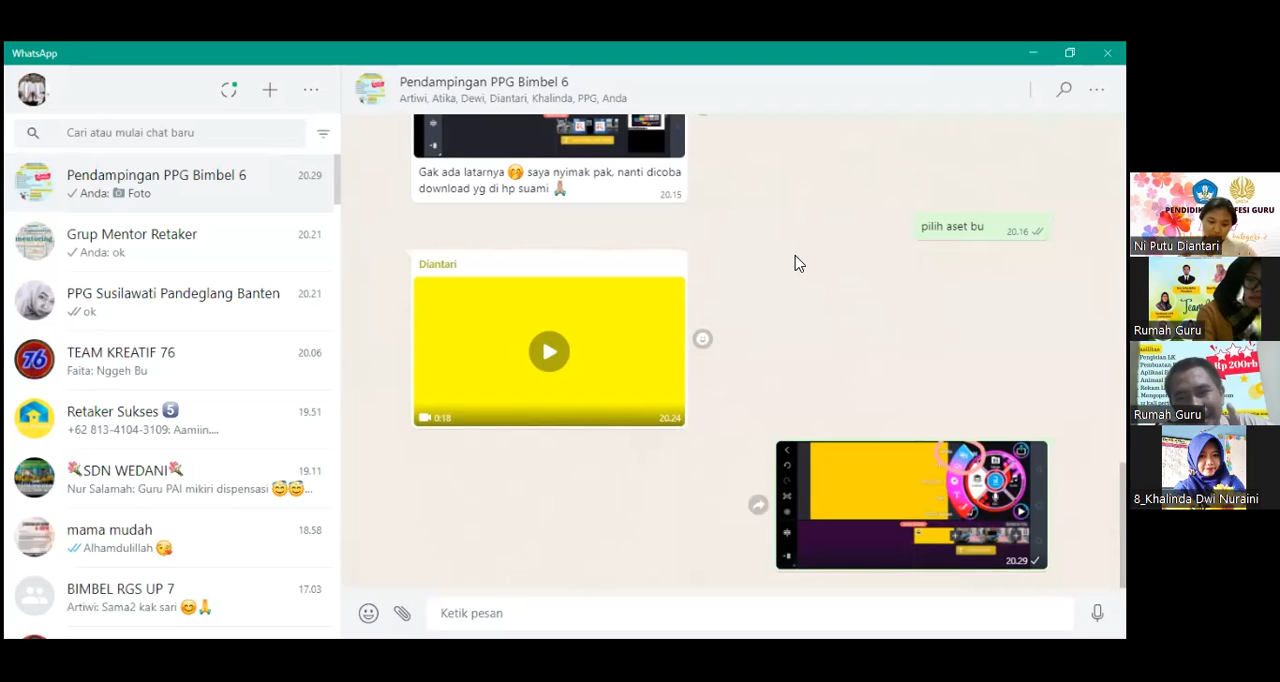 WhatsApp
Cari atau mulai chat baru
Pendampingan PPG Bimbel 6
20.29
Anda: Foto
Grup Mentor Retaker
20.21
Anda: ok
PPG Susilawati Pandeglang Banten
20.21
ok
TEAM KREATIF 76
20.06
76
Faita: Nggeh Bu
Retaker Sukses 5
19.51
+62 813-4104-3109: Aamiin....
SDN WEDANI
19.11
Nur Salamah: Guru PAI mikiri dispensasi ...
mama mudah
18.58
Alhamdulillah
BIMBEL RGS UP 7
17.03
Artiwi: Sama2 kak sari
Pendampingan PPG Bimbel 6
Artiwi, Atika, Dewi, Diantari, Khalinda, PPG, Anda
Gak ada latarnya 🤭 saya nyimak pak, nanti dicoba
download yg di hp suami 🙏
20.15
pilih aset bu
20.16
Diantari
0:18
20.24
20.29
Ketik pesan
Ni Putu Diantari
Rumah Guru
Rp 200rb
Pengisian LK
Rumah Guru
8_Khalinda Dwi Nuraini